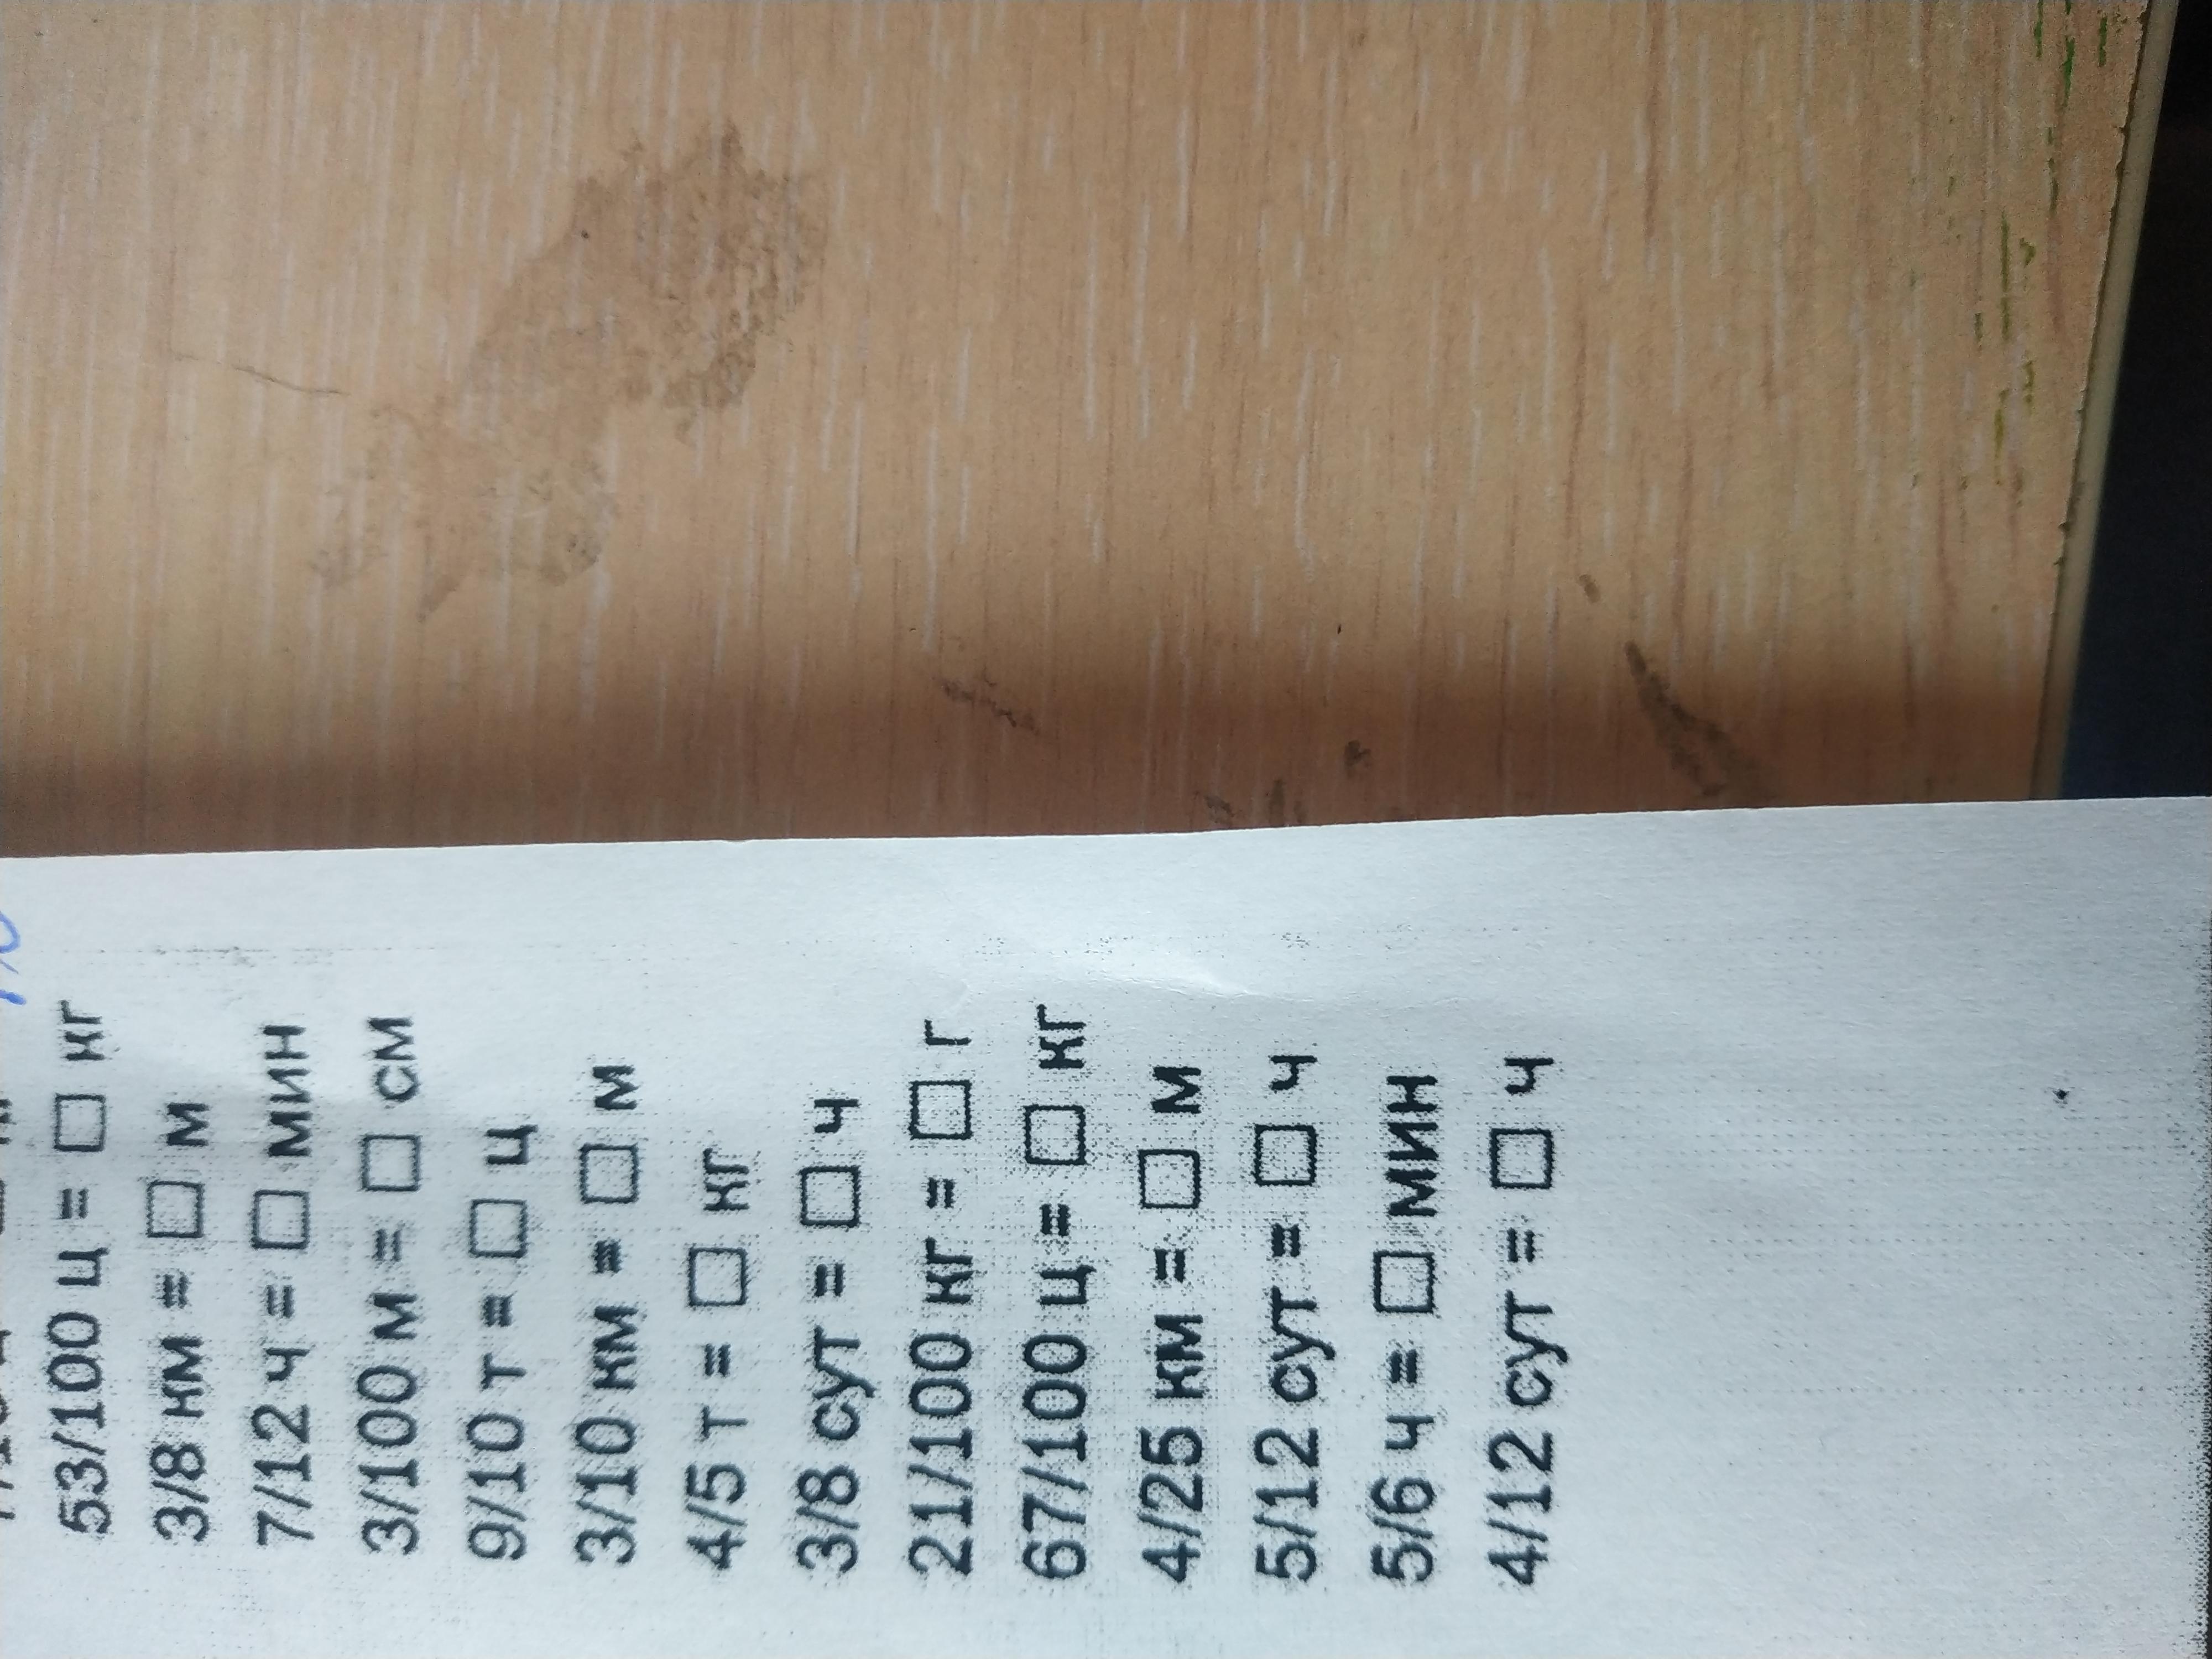 53/100 ц = □ кг
3/8 км = □ м
7/12 ч = □ мин
3/100 м = □ см
9/10 т = □ ц
3/10 км = □ м
4/5 т = □ кг
3/8 сут = □ ч
21/100 кг = □ г
67/100 ц = □ кг
4/25 км = □ м
5/12 сут = □ ч
5/6 ч = □ мин
4/12 сут = □ ч